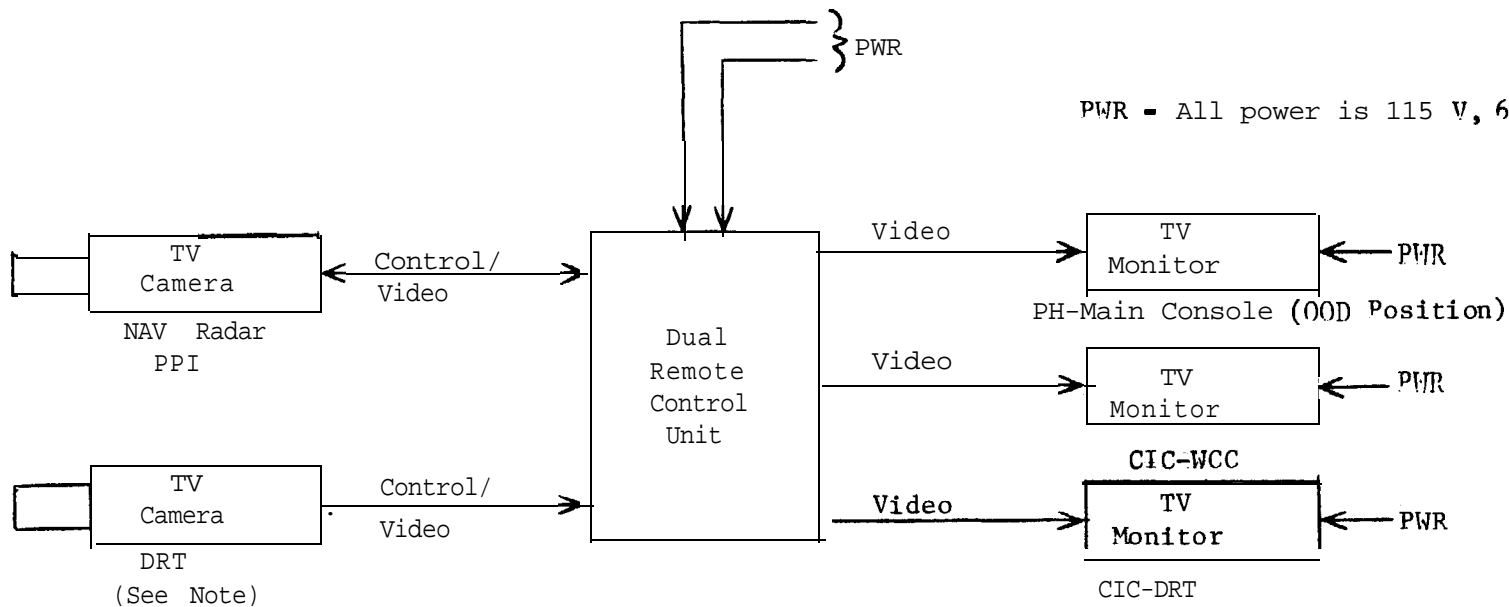 PWR
PWR - All power is 115 V, 6
TV
Camera
NAV Radar
PPI
Control/
Video
TV
Camera
DRT
(See Note)
Control/
Video
Dual
Remote
Control
Unit
Video
TV
Monitor
PWR
PH-Main Console (OOD Position)
Video
TV
Monitor
PWR
CIC-WCC
Video
TV
Monitor
PWR
CIC-DRT